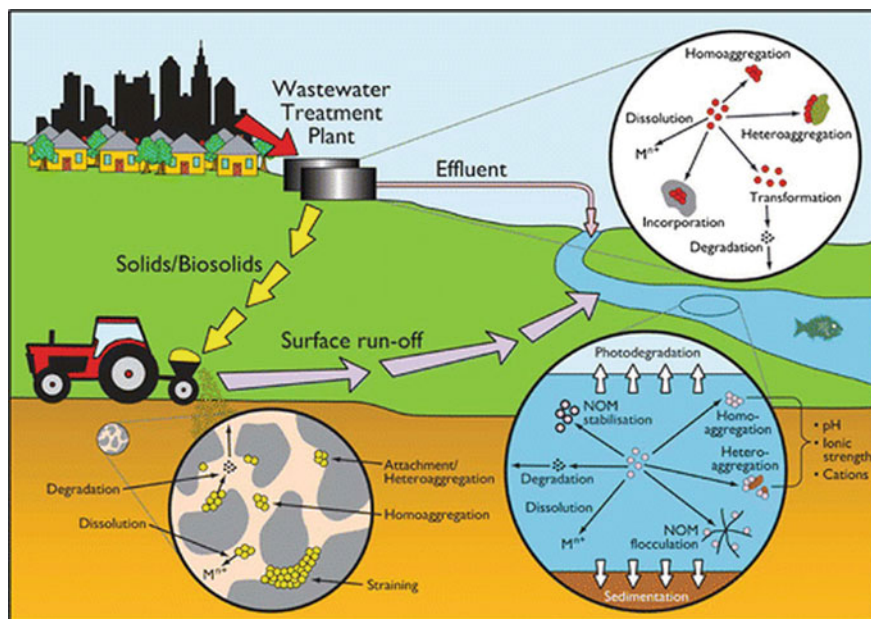 Wastewater
Treatment
Plant
Effluent
Solids/Biosolids
Surface run-off
Homoaggregation
Dissolution
Mⁿ⁺
Heteroaggregation
Incorporation
Transformation
Degradation
Degradation
Dissolution
Mⁿ⁺
Attachment/
Heteroaggregation
Homoaggregation
Straining
Photodegradation
NOM
stabilisation
Homo-
aggregation
Hetero-
aggregation
• pH
• Ionic
strength
• Cations
Degradation
Dissolution
Mⁿ⁺
NOM
flocculation
Sedimentation